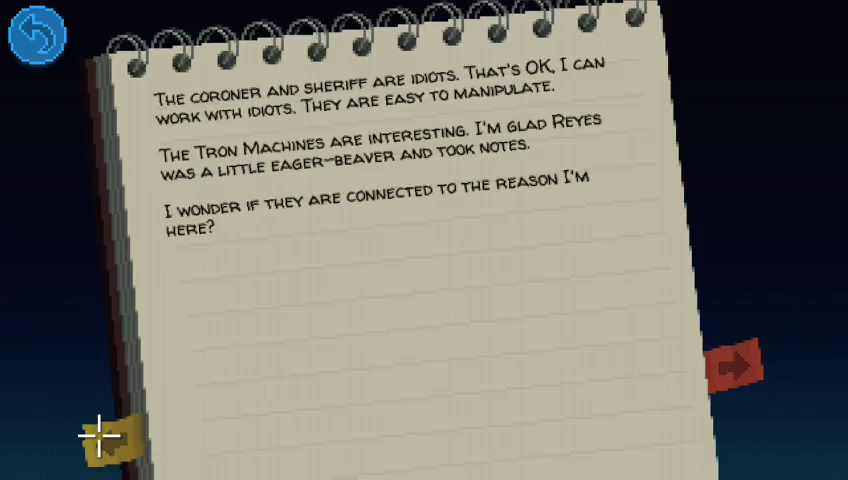 The coroner and sheriff are idiots. That's OK, I can
work with idiots. They are easy to manipulate.
The Tron Machines are interesting. I'm glad Reyes
was a little eager-beaver and took notes.
I wonder if they are connected to the reason I'm
here?